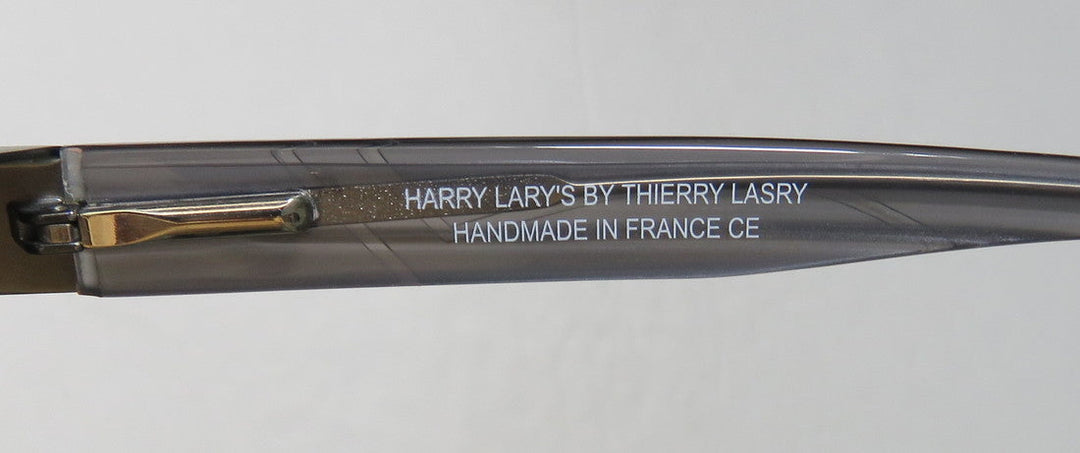 HARRY LARY'S BY THIERRY LASRY
HANDMADE IN FRANCE CE